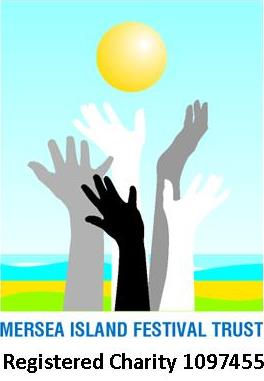 MERSEA ISLAND FESTIVAL TRUST
Registered Charity 1097455